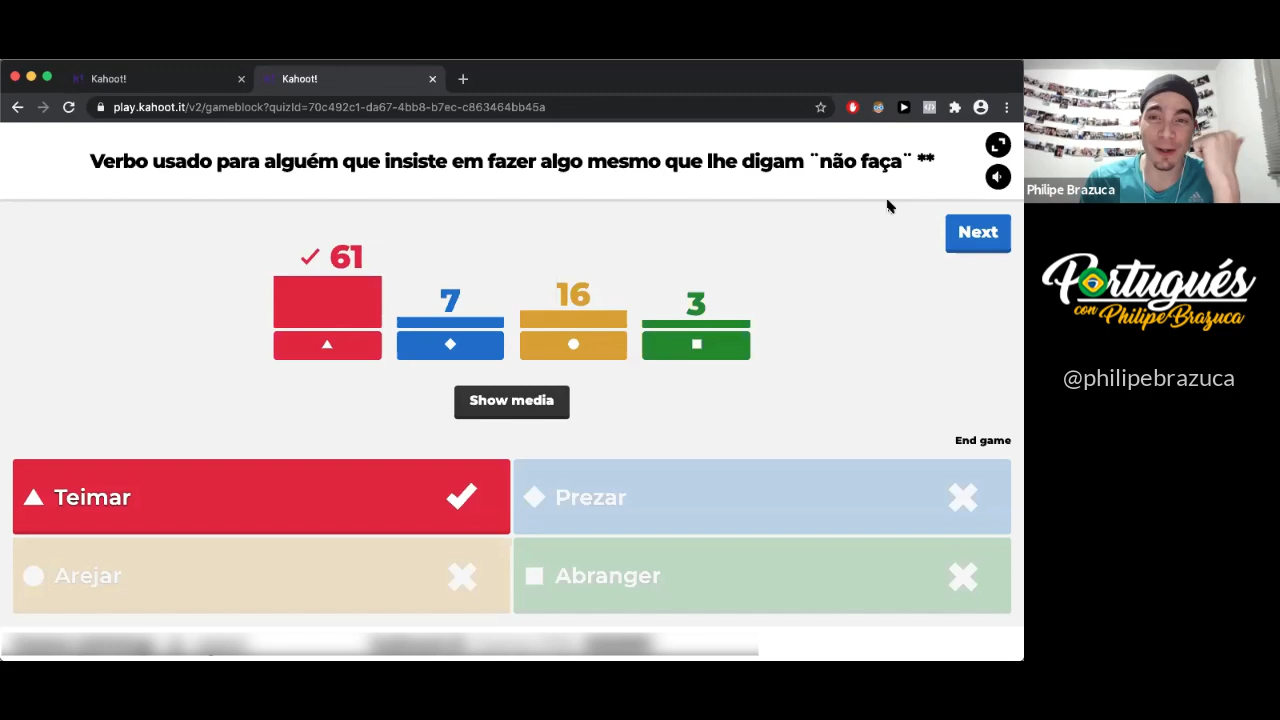 Kahoot!
Kahoot!
play.kahoot.it/v2/gameblock?quizId=70c492c1-da67-4bb8-b7ec-c863464bb45a
Verbo usado para alguém que insiste em fazer algo mesmo que lhe digam ¨não faça¨ **
Philipe Brazuca
Next
61
7
16
3
Show media
End game
Teimar
Prezar
Arejar
Abranger
Portugués
con Philipe Brazuca
@philipebrazuca